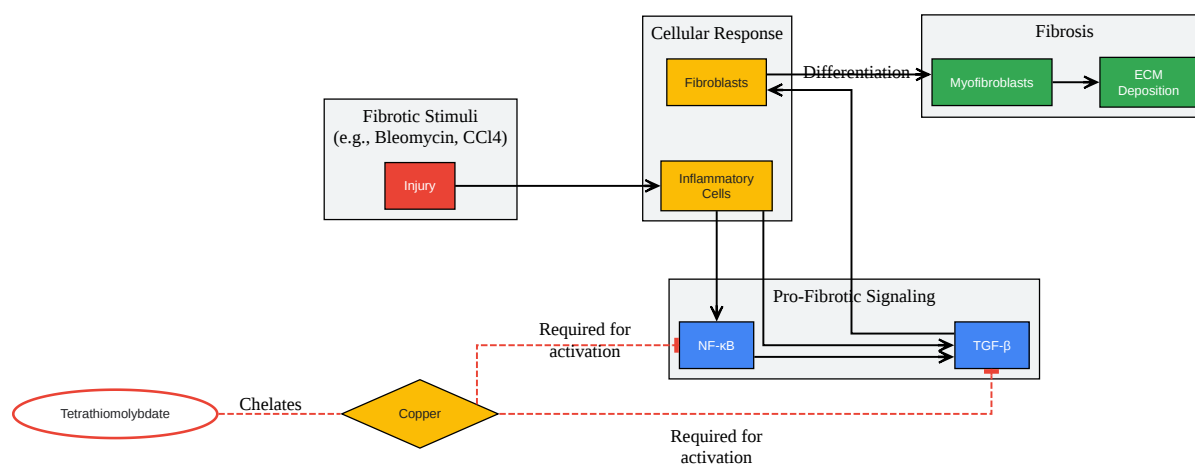 Cellular Response
Fibrosis
Fibroblasts
Differentiation
Myofibroblasts
ECM
Deposition
Fibrotic Stimuli
(e.g., Bleomycin, CCl4)
Injury
Inflammatory
Cells
Pro-Fibrotic Signaling
Required for
activation
NF-κB
TGF-β
Tetrathiomolybdate
Chelates
Copper
Required for
activation